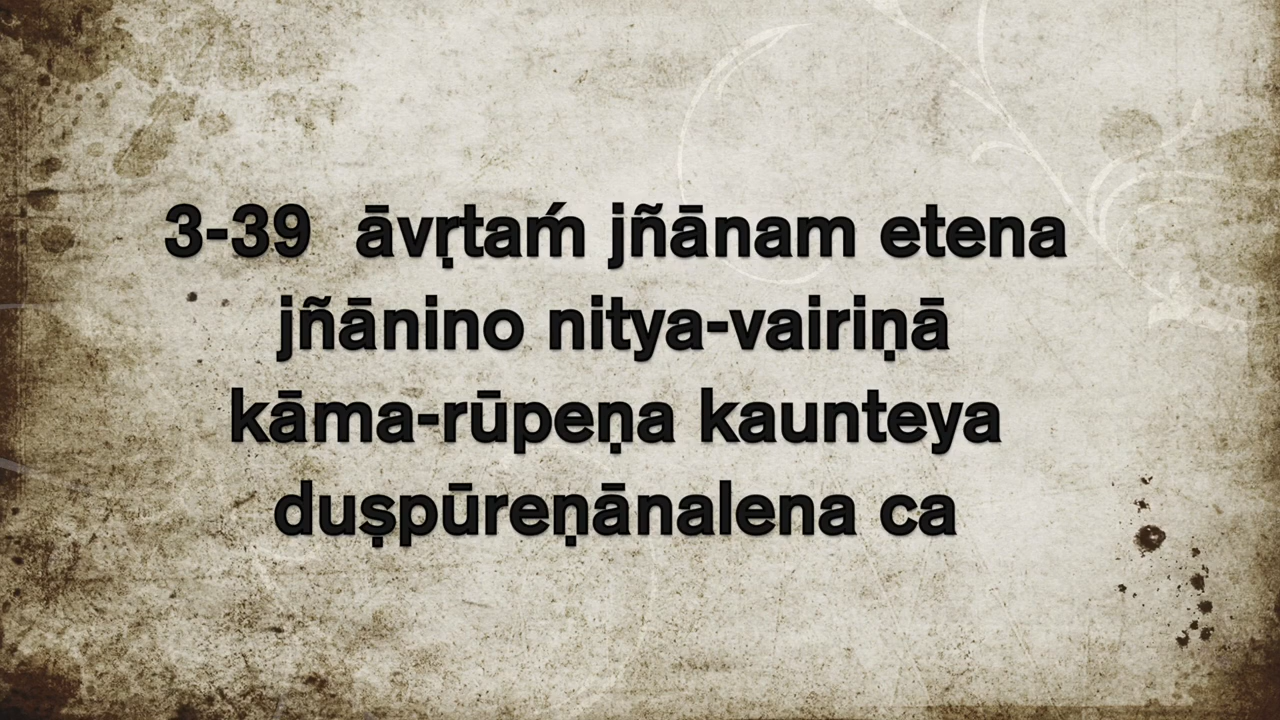 3-39  āvṛtaḿ jñānam etena
jñānino nitya-vairiṇā
kāma-rūpeṇa kaunteya
duṣpūreṇānalena ca